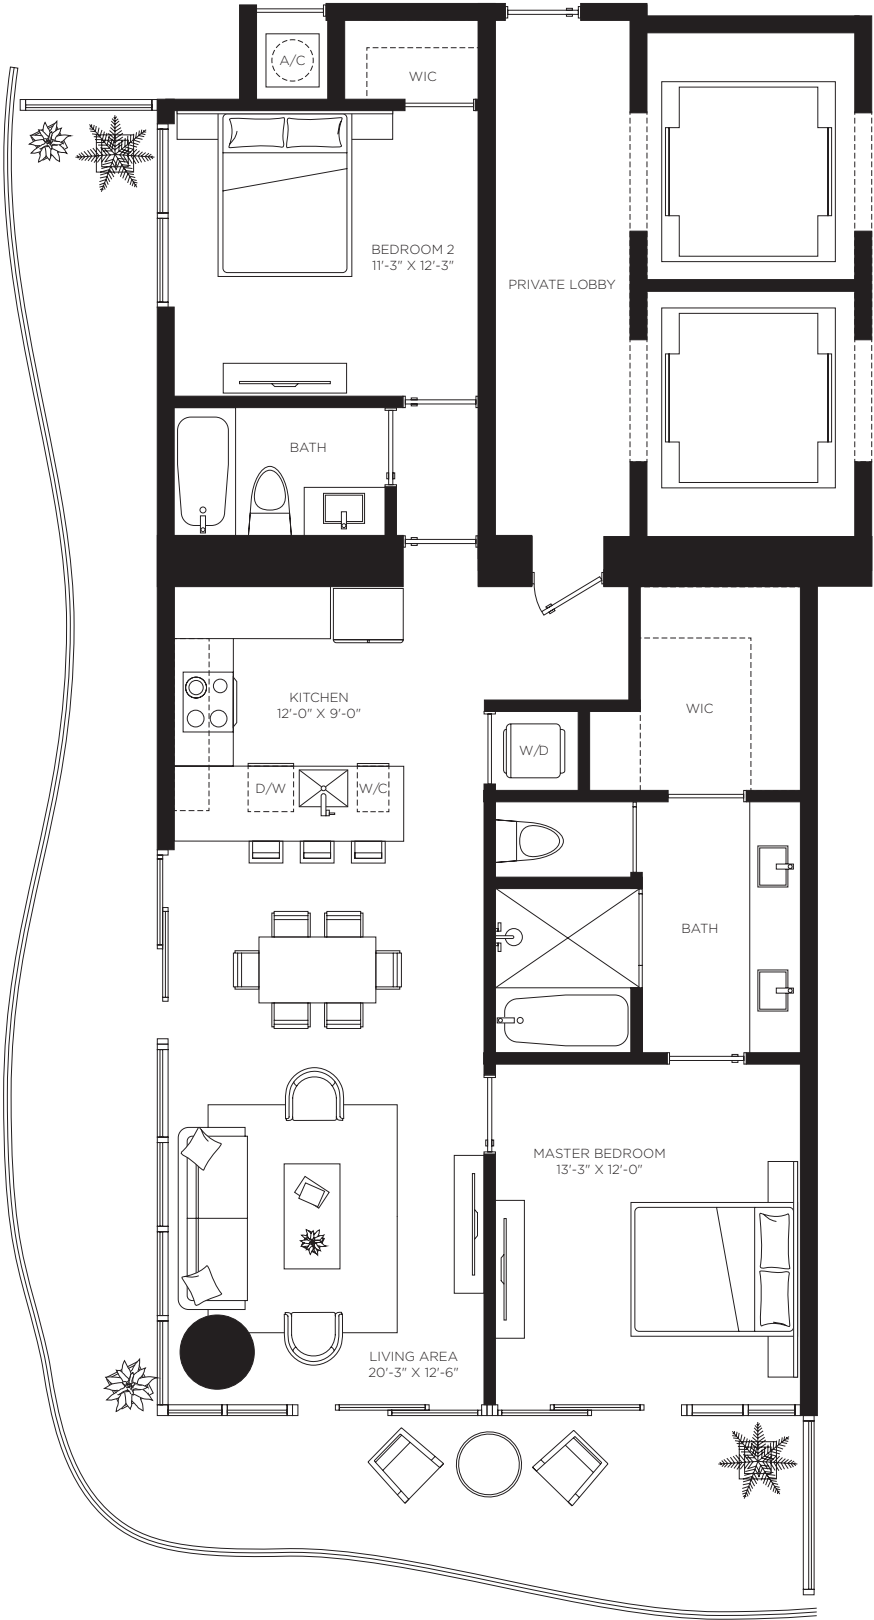 A/C
WIC
BEDROOM 2
11'-3" X 12'-3"
PRIVATE LOBBY
BATH
KITCHEN
12'-0" X 9'-0"
WIC
W/D
D/W
W/C
BATH
MASTER BEDROOM
13'-3" X 12'-0"
LIVING AREA
20'-3" X 12'-6"